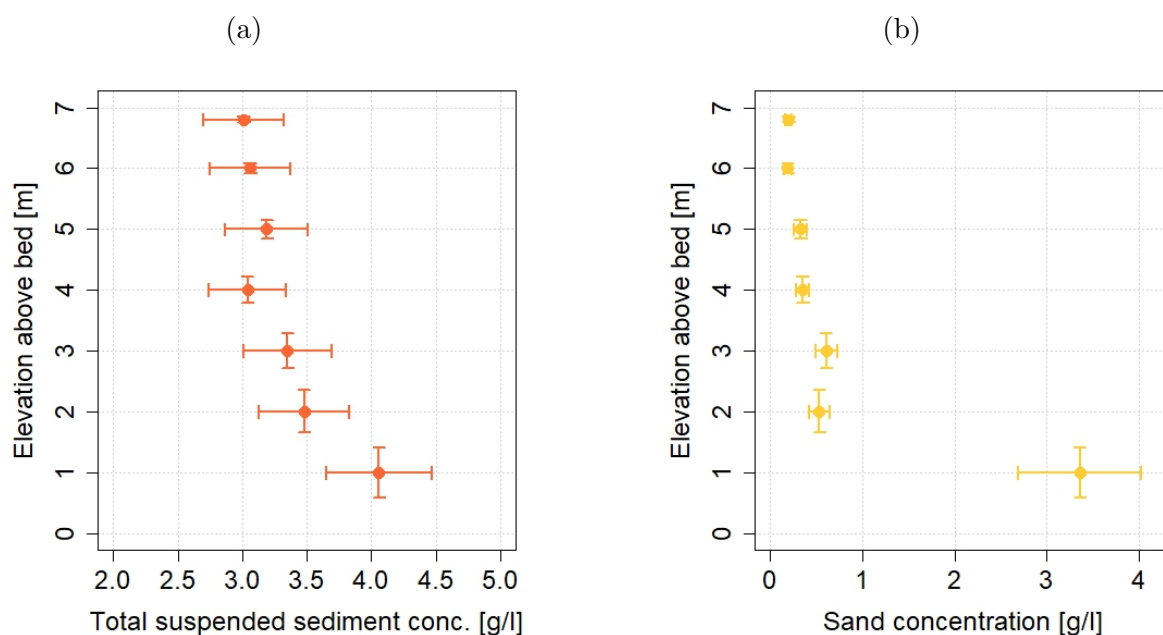 (a)
(b)
Elevation above bed [m]
7
6
5
4
3
2
1
0
2.0 2.5 3.0 3.5 4.0 4.5 5.0
Total suspended sediment conc. [g/l]
Elevation above bed [m]
7
6
5
4
3
2
1
0
0 1 2 3 4
Sand concentration [g/l]